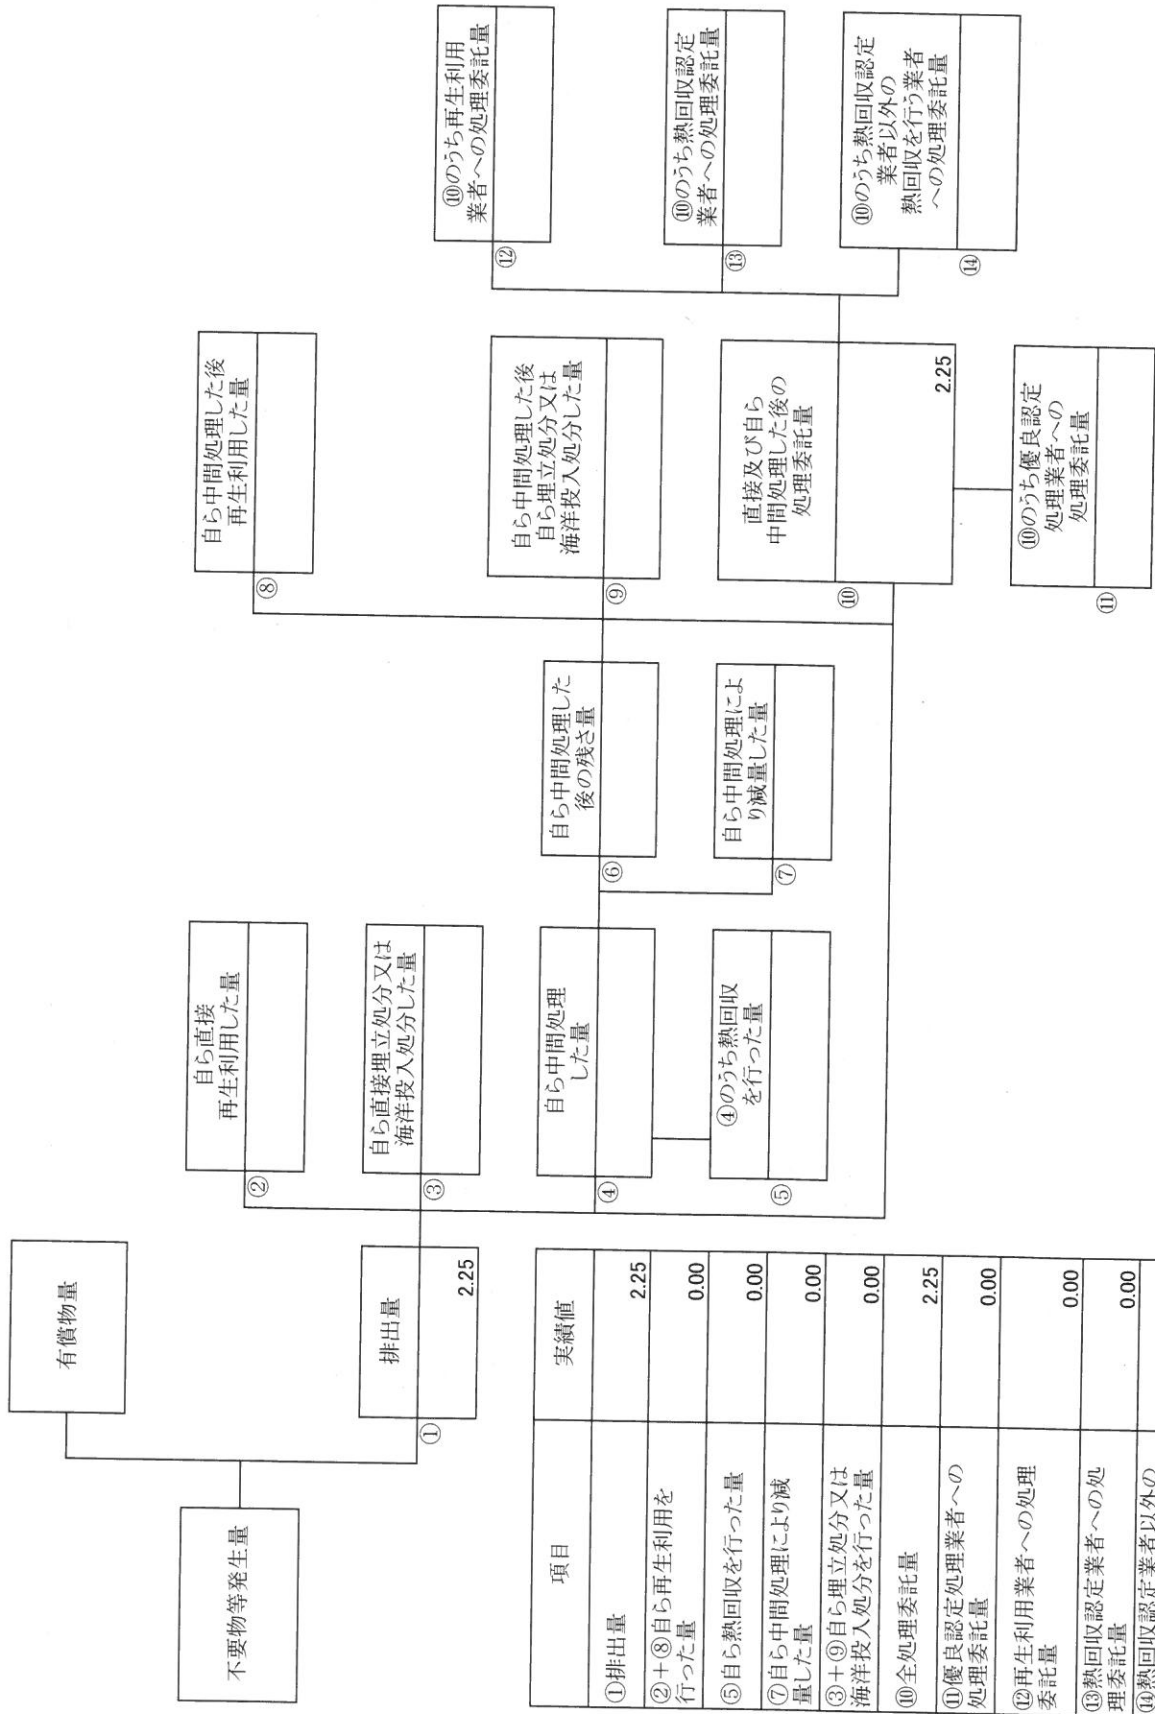 不要物等発生量
有償物量
排出量
①
2.25
自ら直接
再生利用した量
②
自ら直接埋立処分又は
海洋投入処分した量
③
自ら中間処理
した量
④
④のうち熱回収
を行った量
⑤
自ら中間処理した
後の残さ量
⑥
自ら中間処理によ
り減量した量
⑦
自ら中間処理した後
再生利用した量
⑧
自ら中間処理した後
自ら埋立処分又は
海洋投入処分した量
⑨
直接及び自ら
中間処理した後の
処理委託量
⑩
2.25
⑩のうち優良認定
処理業者への
処理委託量
⑪
⑩のうち再生利用
業者への処理委託量
⑫
⑩のうち熱回収認定
業者への処理委託量
⑬
⑩のうち熱回収認定
業者以外の
熱回収を行う業者
への処理委託量
⑭
項目 実績値
①排出量 2.25
②+⑧自ら再生利用を
行った量 0.00
⑤自ら熱回収を行った量 0.00
⑦自ら中間処理により減
量した量 0.00
③+⑨自ら埋立処分又は
海洋投入処分を行った量 0.00
⑩全処理委託量 2.25
⑪優良認定処理業者への
処理委託量 0.00
⑫再生利用業者への処理
委託量 0.00
⑬熱回収認定業者への処
理委託量 0.00
⑭熱回収認定業者以外の